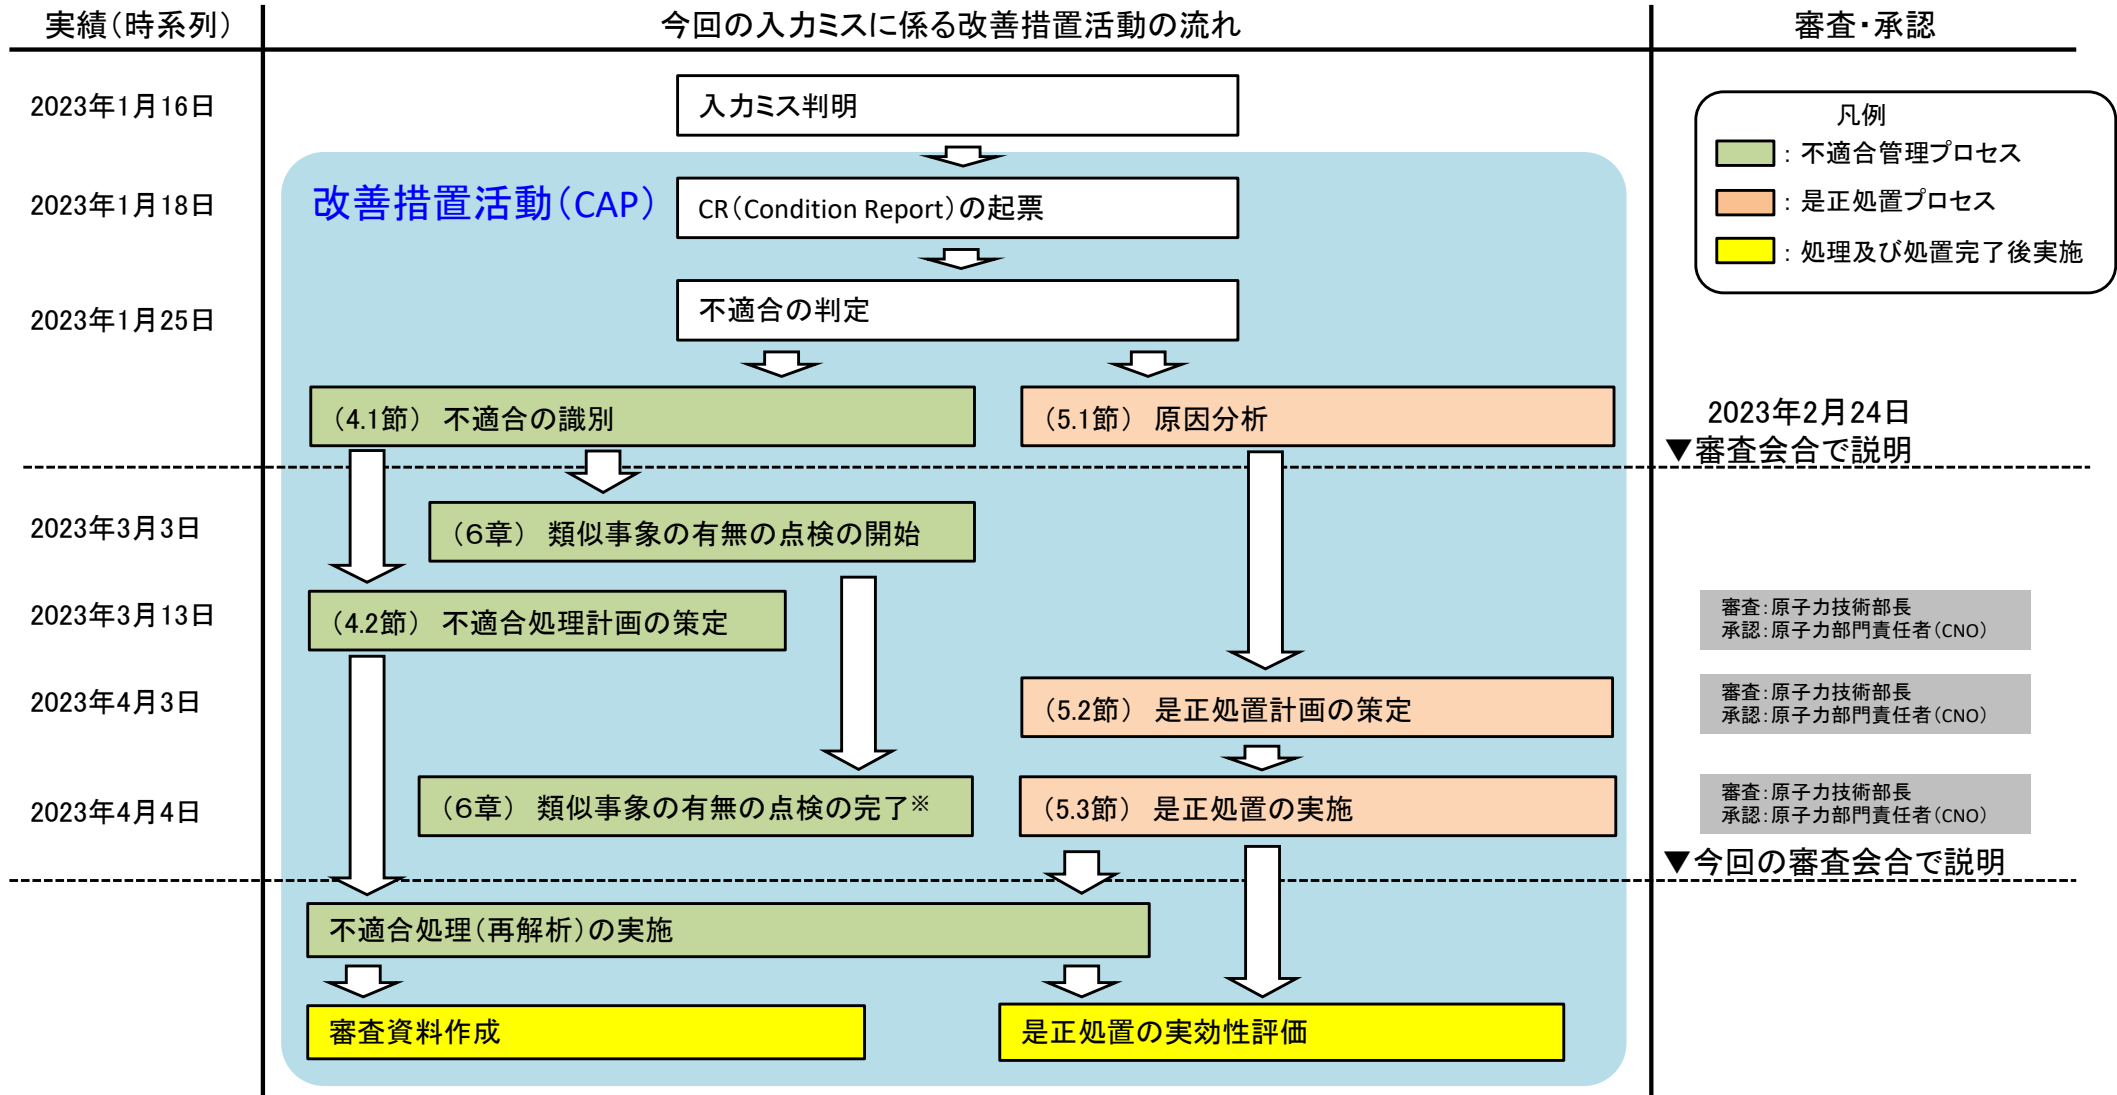 実績（時系列）
今回の入力ミスに係る改善措置活動の流れ
審査・承認
2023年1月16日
入力ミス判明
凡例
：不適合管理プロセス
：是正処置プロセス
：処理及び処置完了後実施
改善措置活動（CAP）
2023年1月18日
CR（Condition Report）の起票
2023年1月25日
不適合の判定
（4.1節） 不適合の識別
（5.1節） 原因分析
2023年2月24日
▼審査会合で説明
2023年3月3日
（６章） 類似事象の有無の点検の開始
2023年3月13日
（4.2節） 不適合処理計画の策定
審査：原子力技術部長
承認：原子力部門責任者（CNO）
2023年4月3日
（5.2節） 是正処置計画の策定
審査：原子力技術部長
承認：原子力部門責任者（CNO）
2023年4月4日
（６章） 類似事象の有無の点検の完了※
（5.3節） 是正処置の実施
審査：原子力技術部長
承認：原子力部門責任者（CNO）
▼今回の審査会合で説明
不適合処理（再解析）の実施
審査資料作成
是正処置の実効性評価